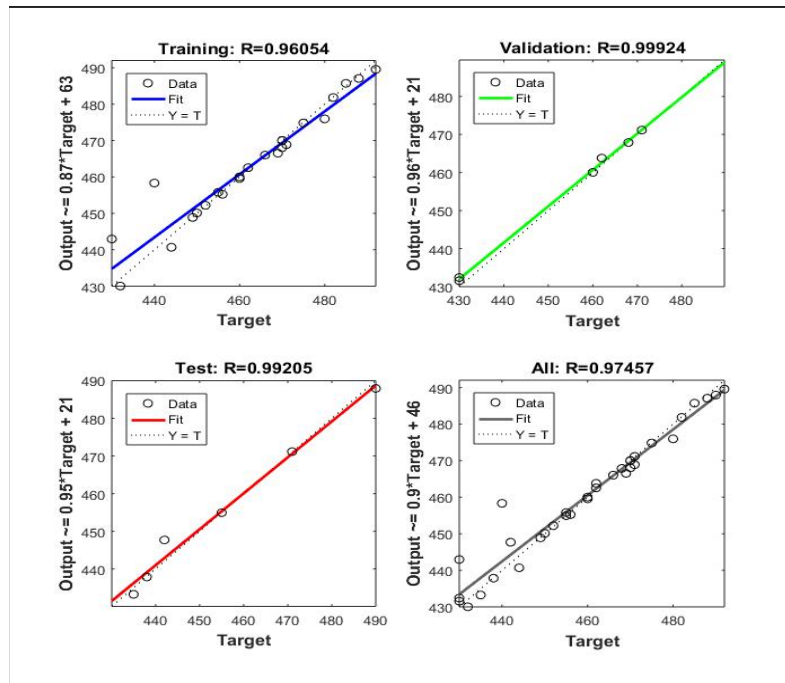 Training: R=0.96054
Output ~= 0.87*Target + 63
490
480
470
460
450
440
430
Data
Fit
Y = T
440
460
480
Target
Validation: R=0.99924
Output ~= 0.96*Target + 21
480
470
460
450
440
430
Data
Fit
Y = T
430
440
450
460
470
480
Target
Test: R=0.99205
Output ~= 0.95*Target + 21
490
480
470
460
450
440
Data
Fit
Y = T
440
450
460
470
480
490
Target
All: R=0.97457
Output ~= 0.9*Target + 46
490
480
470
460
450
440
430
Data
Fit
Y = T
440
460
480
Target